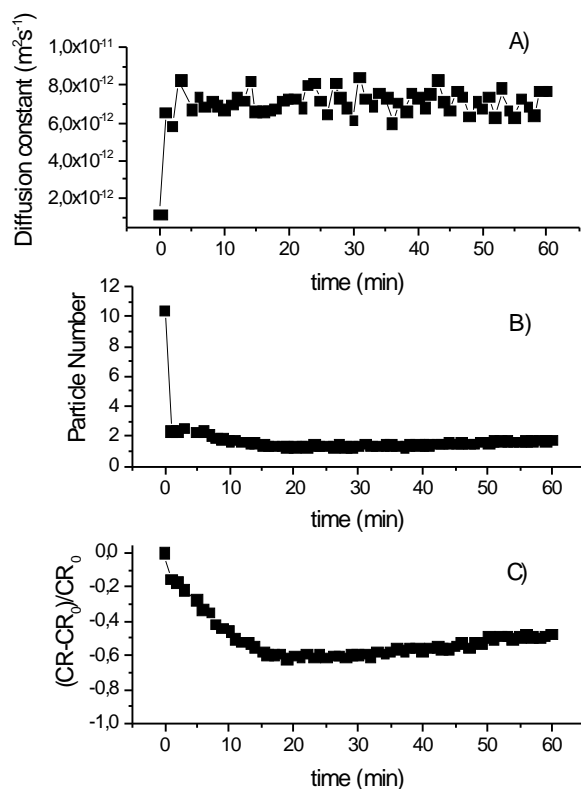 A)
Diffusion constant (m²s⁻¹)
1,0x10⁻¹¹
8,0x10⁻¹²
6,0x10⁻¹²
4,0x10⁻¹²
2,0x10⁻¹²
0 10 20 30 40 50 60
time (min)
B)
Particle Number
12
10
8
6
4
2
0
0 10 20 30 40 50 60
time (min)
C)
(CR-CR₀)/CR₀
0,0
-0,2
-0,4
-0,6
-0,8
-1,0
0 10 20 30 40 50 60
time (min)